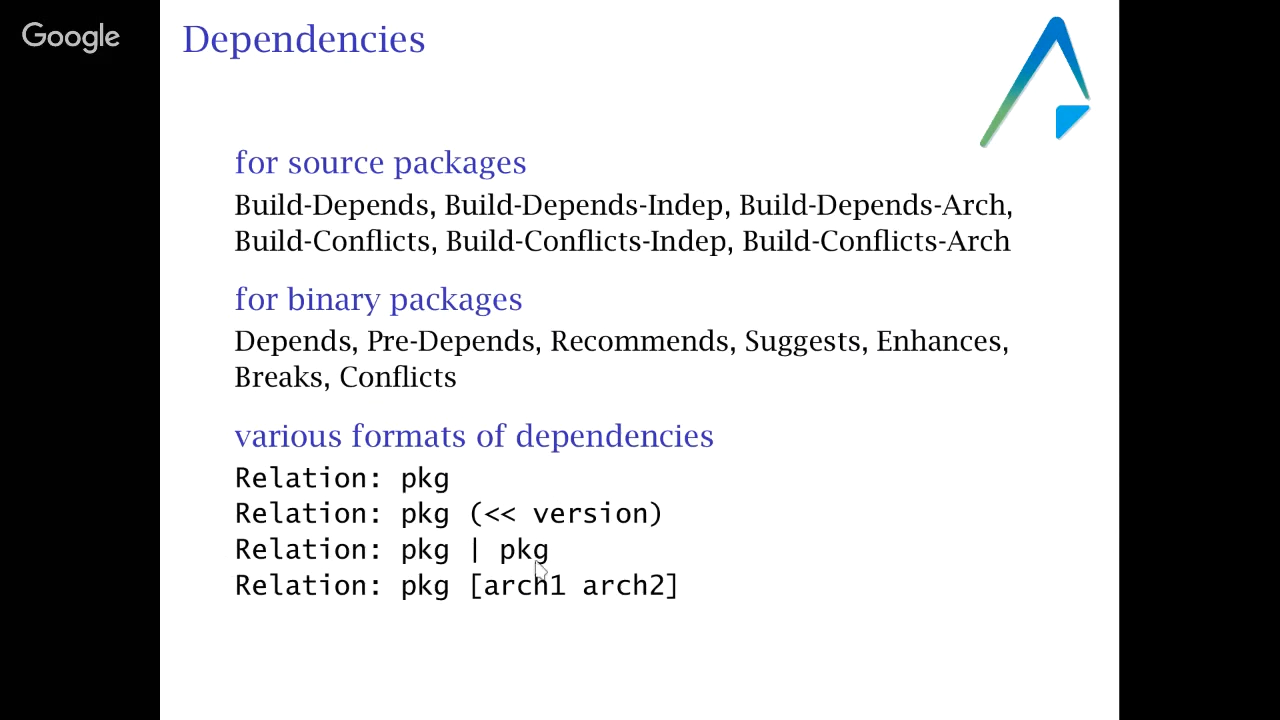 Google
Dependencies
for source packages
Build-Depends, Build-Depends-Indep, Build-Depends-Arch,
Build-Conflicts, Build-Conflicts-Indep, Build-Conflicts-Arch
for binary packages
Depends, Pre-Depends, Recommends, Suggests, Enhances,
Breaks, Conflicts
various formats of dependencies
Relation: pkg
Relation: pkg (<< version)
Relation: pkg | pkg
Relation: pkg [arch1 arch2]